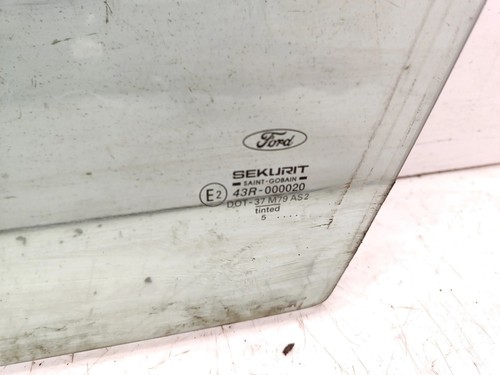 Ford
SEKURIT
SAINT-GOBAIN
E2 43R-000020
DOT-37 M79 AS2
tinted
5 ....